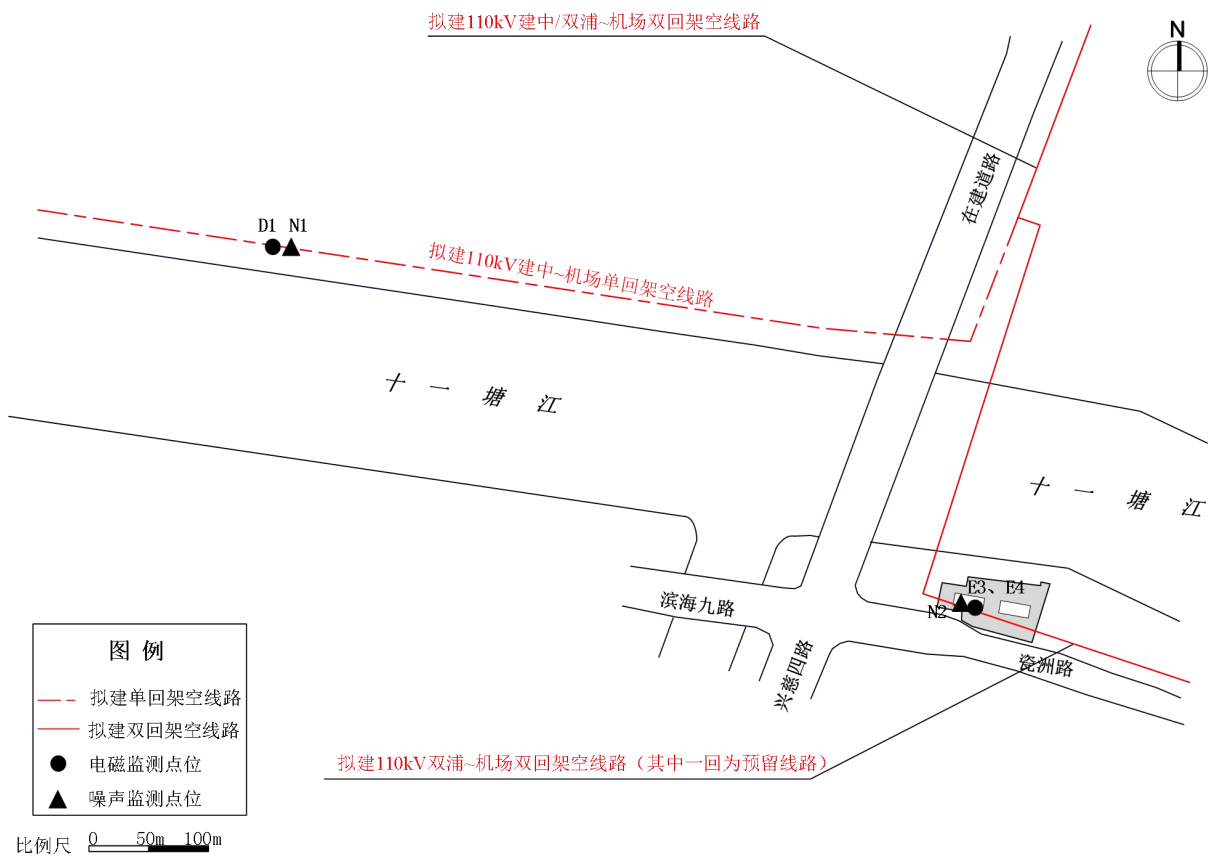 拟建110kV建中/双浦~机场双回架空线路
N
在建道路
D1 N1
拟建110kV建中~机场单回架空线路
十一塘江
十一塘江
E3、E4
N2
滨海九路
瓷洲路
兴慈四路
拟建110kV双浦~机场双回架空线路（其中一回为预留线路）
图例
拟建单回架空线路
拟建双回架空线路
电磁监测点位
噪声监测点位
比例尺 0 50m 100m